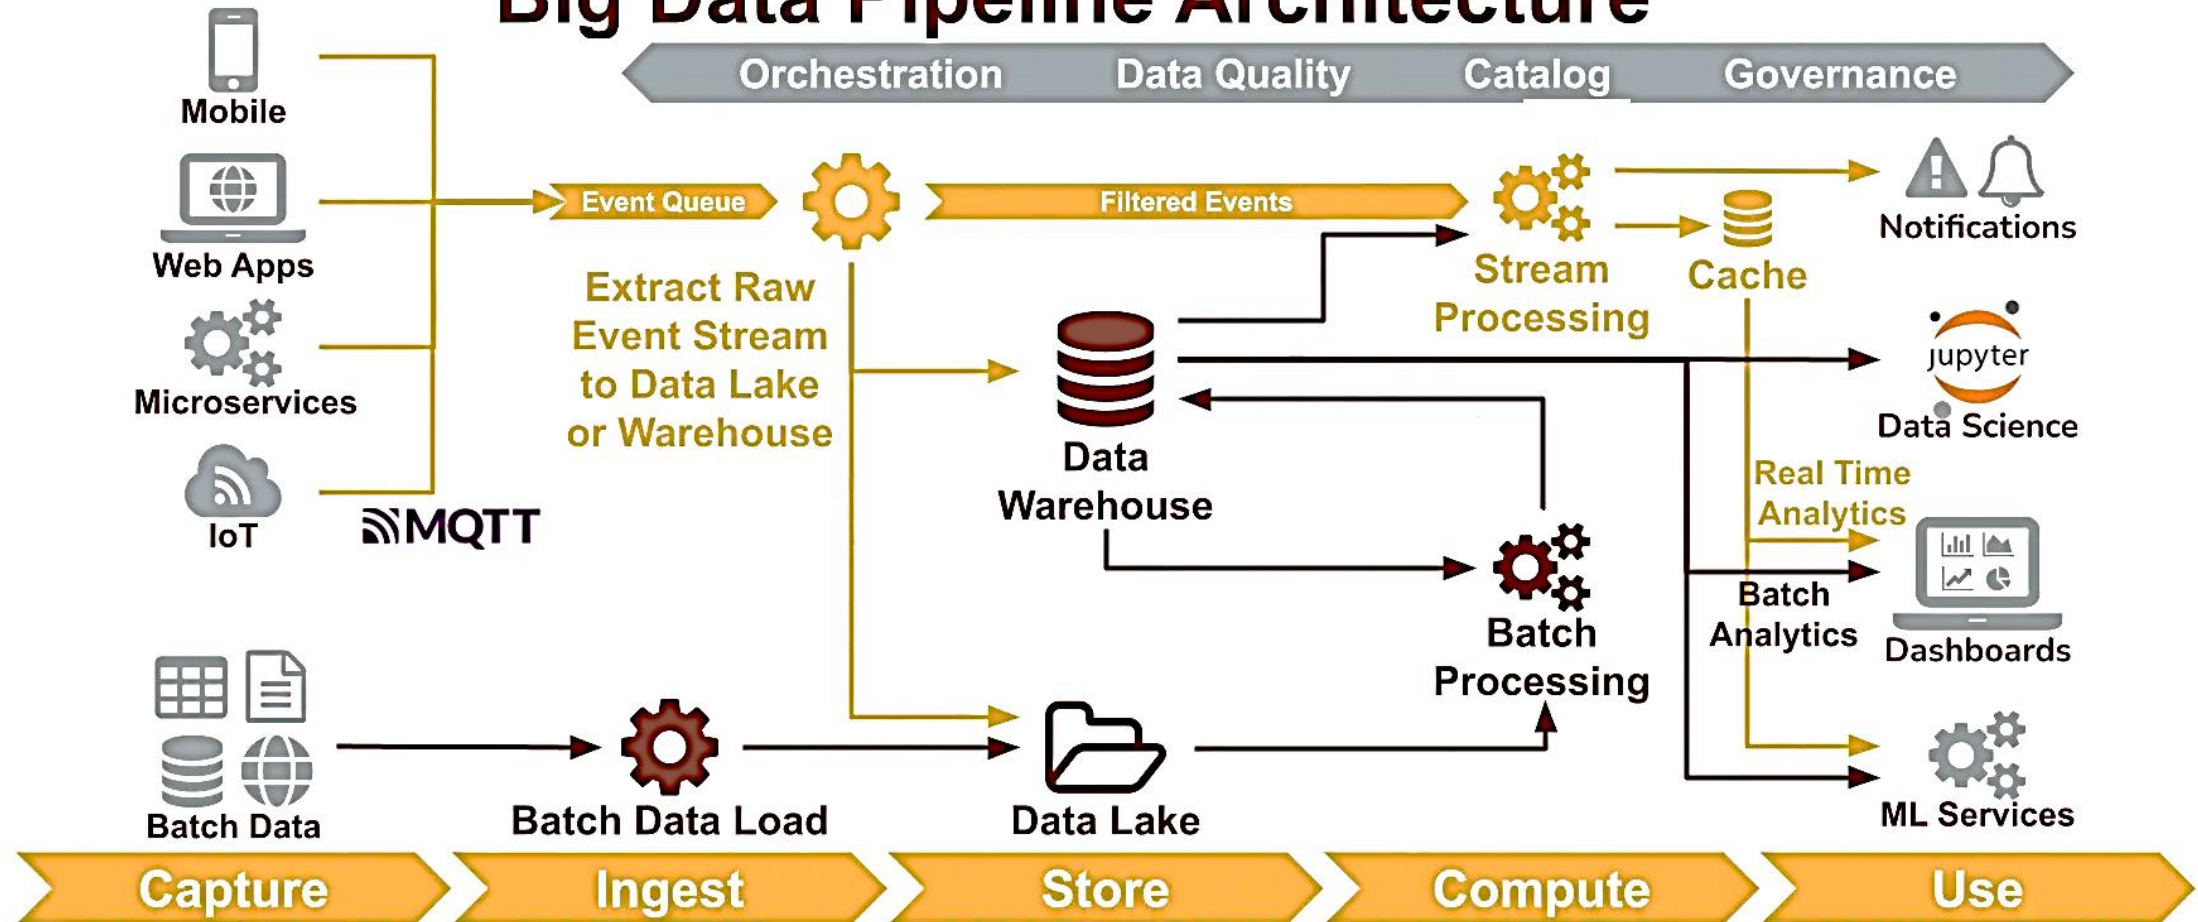 Big Data Pipeline Architecture
Orchestration Data Quality Catalog Governance
Mobile
Web Apps
Microservices
IoT
MQTT
Batch Data
Event Queue
Filtered Events
Extract Raw
Event Stream
to Data Lake
or Warehouse
Batch Data Load
Data
Warehouse
Data Lake
Stream
Processing
Cache
Batch
Processing
Notifications
jupyter
Data Science
Real Time
Analytics
Batch
Analytics
Dashboards
ML Services
Capture Ingest Store Compute Use